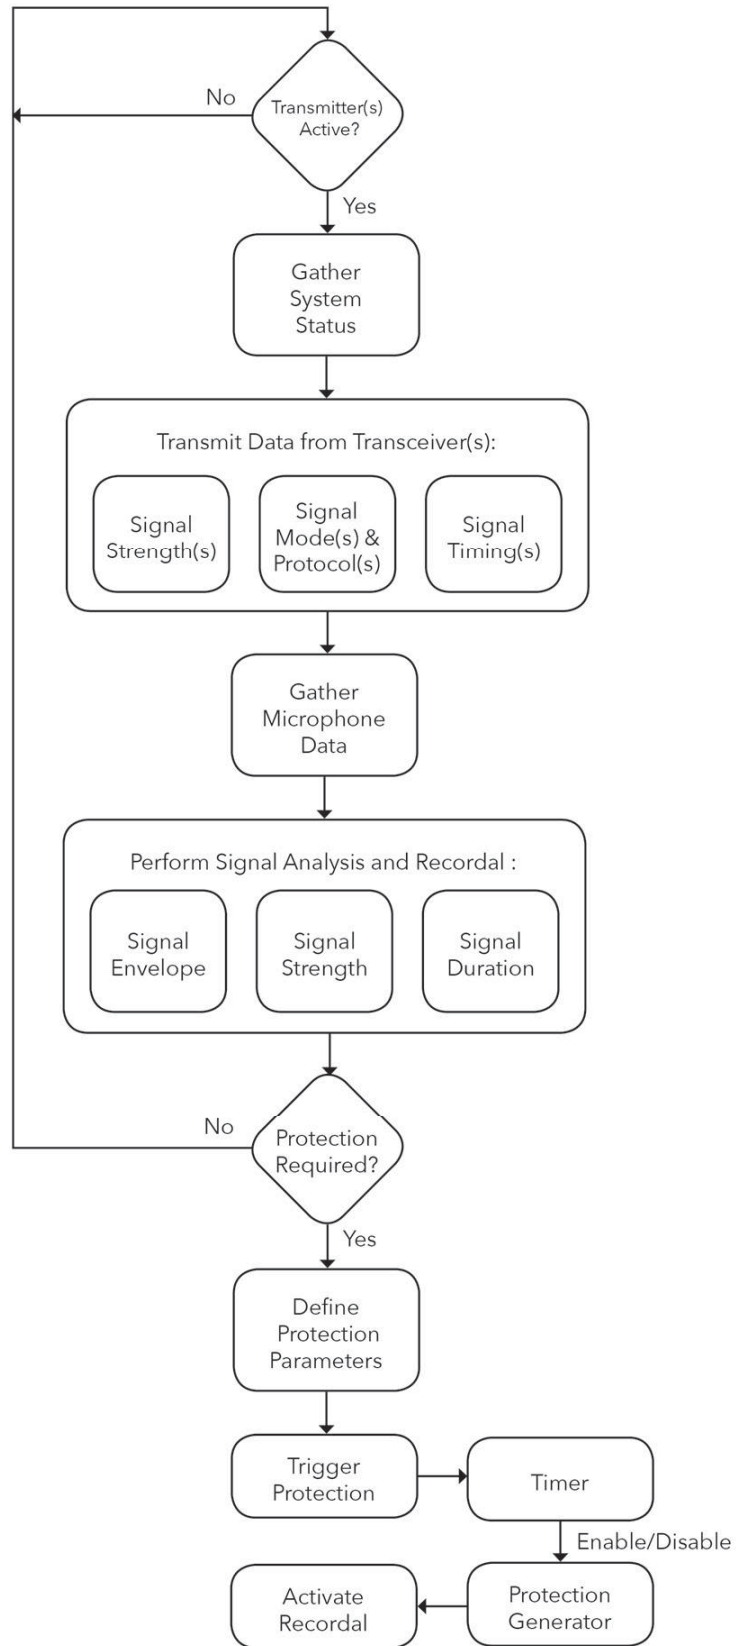 No
Transmitter(s)
Active?
Yes
Gather
System
Status
Transmit Data from Transceiver(s):
Signal
Strength(s)
Signal
Mode(s) &
Protocol(s)
Signal
Timing(s)
Gather
Microphone
Data
Perform Signal Analysis and Recordal :
Signal
Envelope
Signal
Strength
Signal
Duration
No
Protection
Required?
Yes
Define
Protection
Parameters
Trigger
Protection
Timer
Enable/Disable
Activate
Recordal
Protection
Generator